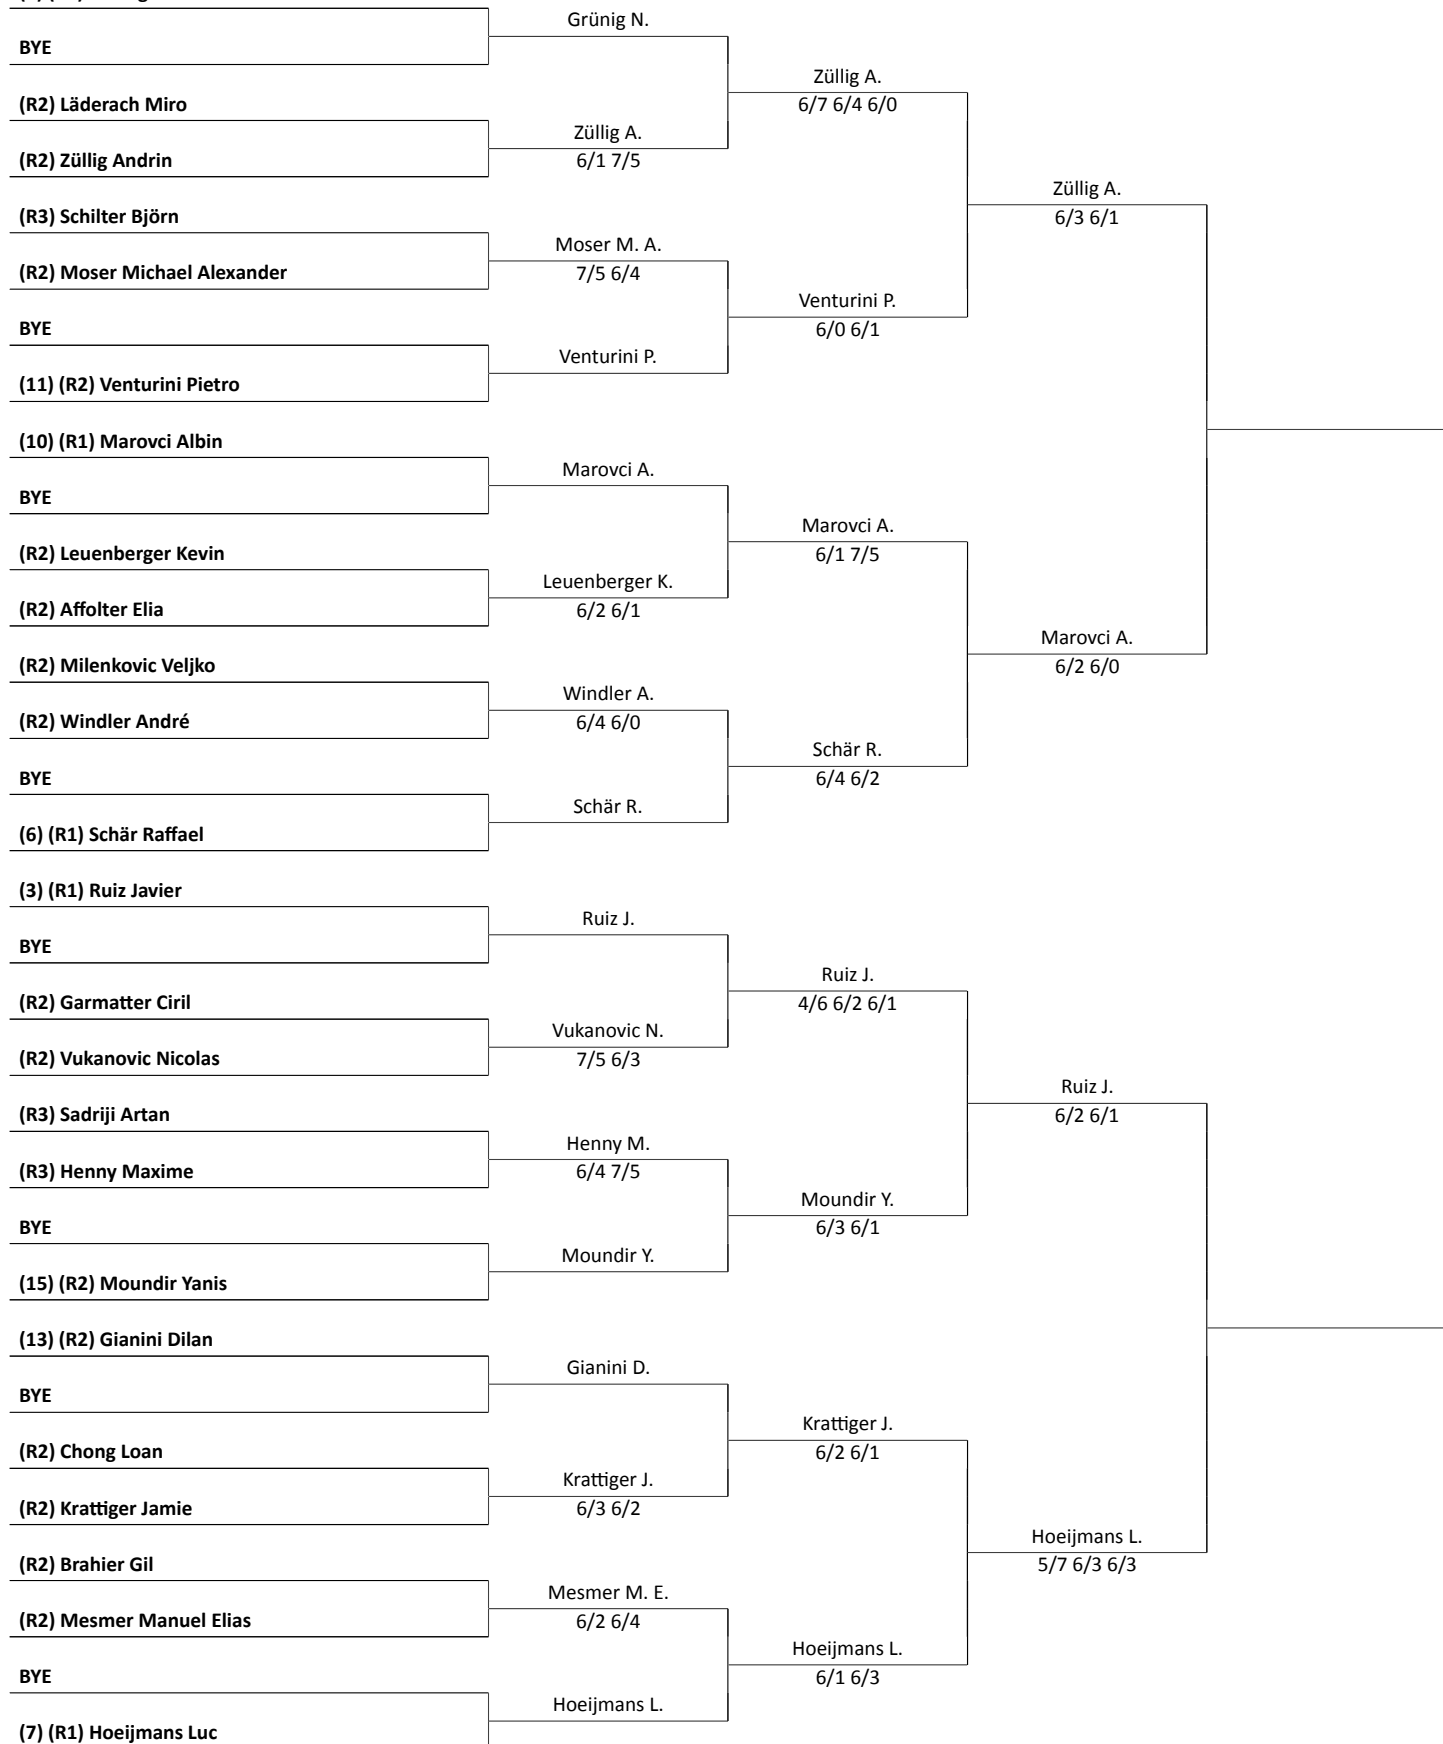 BYE
(R2) Läderach Miro
(R2) Züllig Andrin
(R3) Schilter Björn
(R2) Moser Michael Alexander
BYE
(11) (R2) Venturini Pietro
(10) (R1) Marovci Albin
BYE
(R2) Leuenberger Kevin
(R2) Affolter Elia
(R2) Milenkovic Veljko
(R2) Windler André
BYE
(6) (R1) Schär Raffael
(3) (R1) Ruiz Javier
BYE
(R2) Garmatter Ciril
(R2) Vukanovic Nicolas
(R3) Sadriji Artan
(R3) Henny Maxime
BYE
(15) (R2) Moundir Yanis
(13) (R2) Gianini Dilan
BYE
(R2) Chong Loan
(R2) Krattiger Jamie
(R2) Brahier Gil
(R2) Mesmer Manuel Elias
BYE
(7) (R1) Hoeijmans Luc
Grünig N.
Züllig A.
6/1 7/5
Moser M. A.
7/5 6/4
Venturini P.
Marovci A.
Leuenberger K.
6/2 6/1
Windler A.
6/4 6/0
Schär R.
Ruiz J.
Vukanovic N.
7/5 6/3
Henny M.
6/4 7/5
Moundir Y.
Gianini D.
Krattiger J.
6/3 6/2
Mesmer M. E.
6/2 6/4
Hoeijmans L.
Züllig A.
6/7 6/4 6/0
Venturini P.
6/0 6/1
Marovci A.
6/1 7/5
Schär R.
6/4 6/2
Ruiz J.
4/6 6/2 6/1
Moundir Y.
6/3 6/1
Krattiger J.
6/2 6/1
Hoeijmans L.
6/1 6/3
Züllig A.
6/3 6/1
Marovci A.
6/2 6/0
Ruiz J.
6/2 6/1
Hoeijmans L.
5/7 6/3 6/3